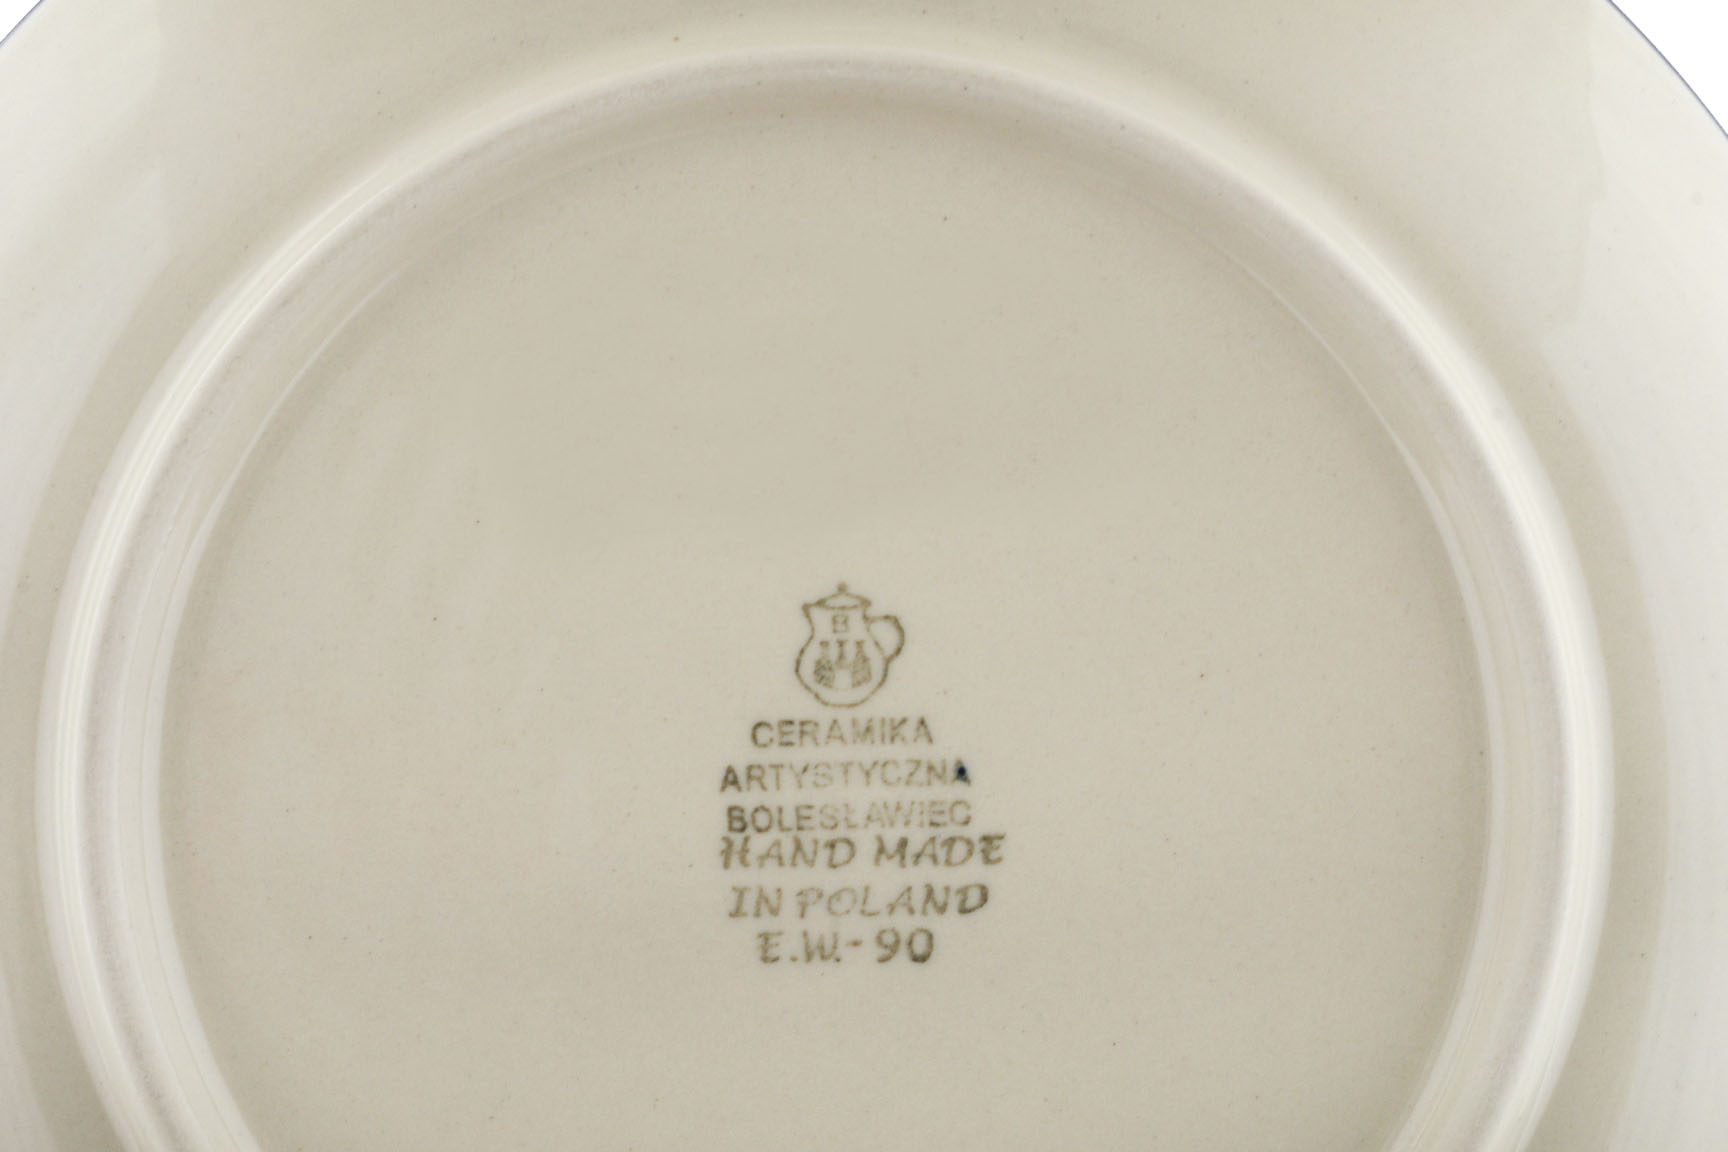 B
CERAMIKA
ARTYSTYCZNA
BOLESŁAWIEC
HAND MADE
IN POLAND
E.W.-90